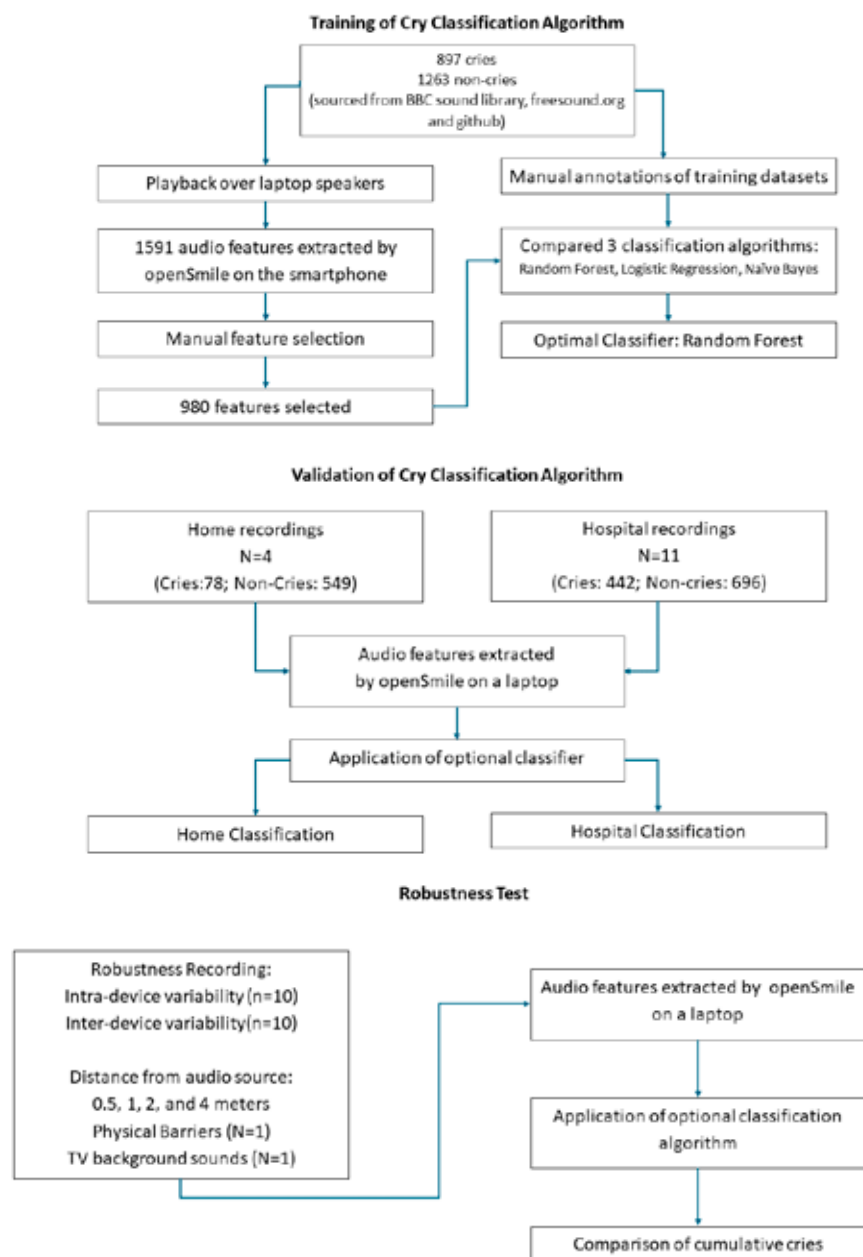 Training of Cry Classification Algorithm
897 cries
1263 non-cries
(sourced from BBC sound library, freesound.org
and github)
Playback over laptop speakers
1591 audio features extracted by
openSmile on the smartphone
Manual feature selection
980 features selected
Manual annotations of training datasets
Compared 3 classification algorithms:
Random Forest, Logistic Regression, Naïve Bayes
Optimal Classifier: Random Forest
Validation of Cry Classification Algorithm
Home recordings
N=4
(Cries:78; Non-Cries: 549)
Hospital recordings
N=11
(Cries: 442; Non-cries: 696)
Audio features extracted
by openSmile on a laptop
Application of optional classifier
Home Classification
Hospital Classification
Robustness Test
Robustness Recording:
Intra-device variability (n=10)
Inter-device variability(n=10)
Distance from audio source:
0.5, 1, 2, and 4 meters
Physical Barriers (N=1)
TV background sounds (N=1)
Audio features extracted by openSmile
on a laptop
Application of optional classification
algorithm
Comparison of cumulative cries